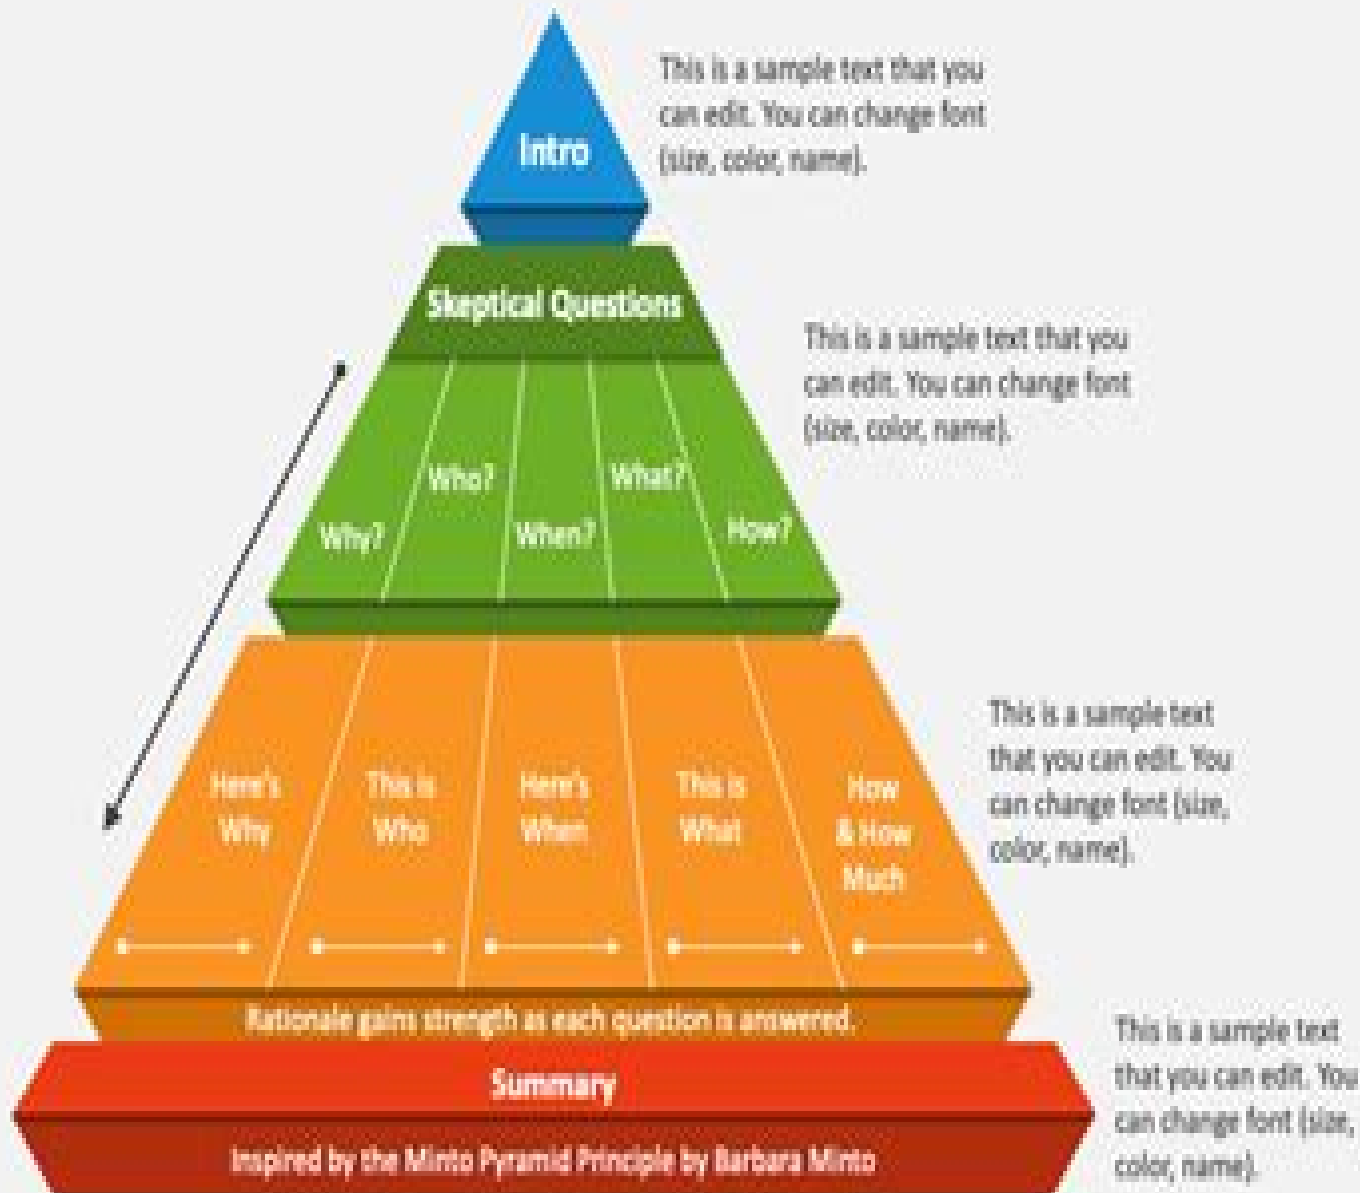 Intro
This is a sample text that you
can edit. You can change font
(size, color, name).
Skeptical Questions
This is a sample text that you
can edit. You can change font
(size, color, name).
Why?
Who?
When?
What?
How?
Here's
Why
This is
Who
Here's
When
This is
What
How
& How
Much
This is a sample text
that you can edit. You
can change font (size,
color, name).
Rationale gains strength as each question is answered.
Summary
Inspired by the Minto Pyramid Principle by Barbara Minto
This is a sample text
that you can edit. You
can change font (size,
color, name).